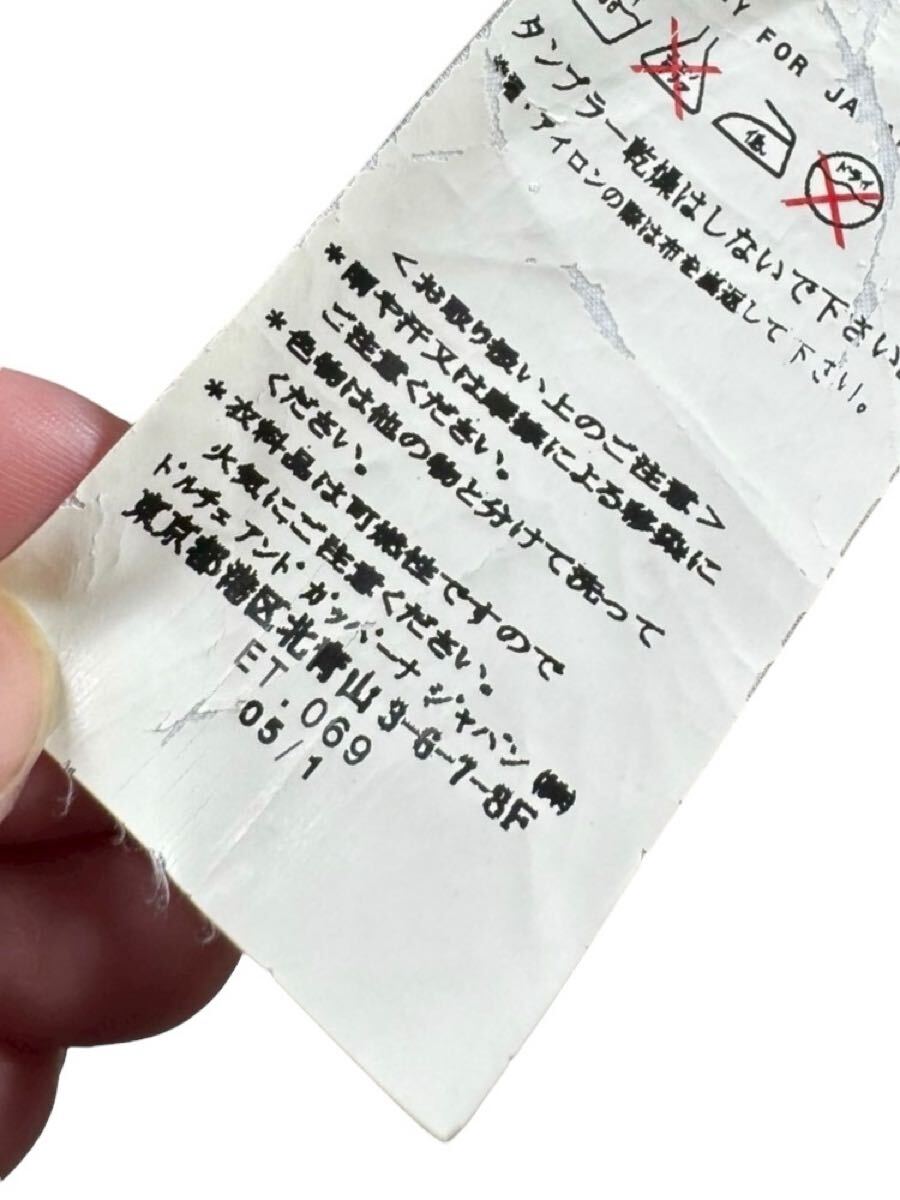 Y FOR JA
低
ドライ
タンブラー乾燥はしないで下さい
アイロンの際は布を当返して下さい。
<お取り扱い上のご注意>
*雨や汗又は摩擦による移染に
ご注意ください。
*色物は他の物と分けて洗って
ください。
*衣料品は可燃性ですので
火気にご注意ください。
ドルチェ アンド ガッバーナ ジャパン㈱
東京都港区北青山3-6-7-8F
ET.069
05/1